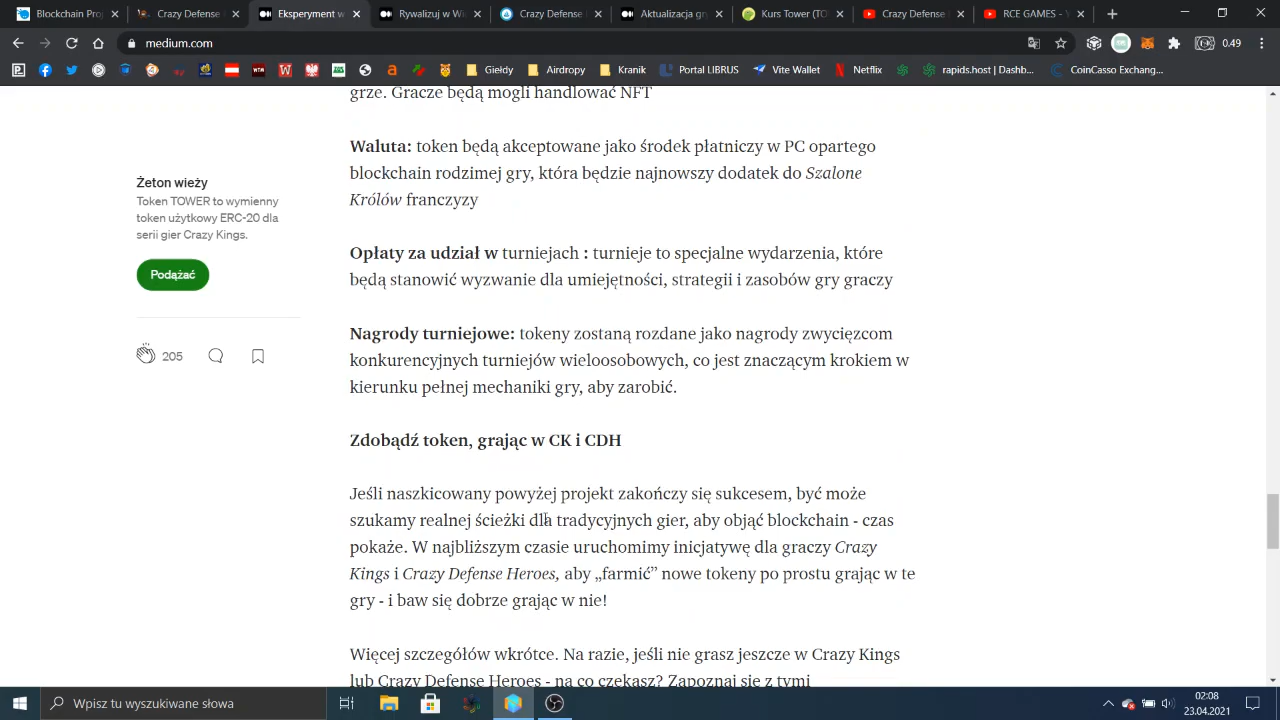 Blockchain Proj
Crazy Defense
Eksperyment w
Rywalizuj w Wi
Crazy Defense
Aktualizacja gr
Kurs Tower (TO
Crazy Defense
RCE GAMES - Y
medium.com
0.49
Giełdy
Airdropy
Kranik
Portal LIBRUS
Vite Wallet
Netflix
rapids.host | Dashb...
CoinCasso Exchang...
grze. Gracze będą mogli handlować NFT
Waluta: token będą akceptowane jako środek płatniczy w PC opartego
blockchain rodzimej gry, która będzie najnowszy dodatek do Szalone
Królów franczyzy
Żeton wieży
Token TOWER to wymienny
token użytkowy ERC-20 dla
serii gier Crazy Kings.
Podążać
205
Opłaty za udział w turniejach : turnieje to specjalne wydarzenia, które
będą stanowić wyzwanie dla umiejętności, strategii i zasobów gry graczy
Nagrody turniejowe: tokeny zostaną rozdane jako nagrody zwycięzcom
konkurencyjnych turniejów wieloosobowych, co jest znaczącym krokiem w
kierunku pełnej mechaniki gry, aby zarobić.
Zdobądź token, grając w CK i CDH
Jeśli naszkicowany powyżej projekt zakończy się sukcesem, być może
szukamy realnej ścieżki dla tradycyjnych gier, aby objąć blockchain - czas
pokaże. W najbliższym czasie uruchomimy inicjatywę dla graczy Crazy
Kings i Crazy Defense Heroes, aby „farmić” nowe tokeny po prostu grając w te
gry - i baw się dobrze grając w nie!
Więcej szczegółów wkrótce. Na razie, jeśli nie grasz jeszcze w Crazy Kings
lub Crazy Defense Heroes - na co czekasz? Zapoznaj się z tymi
Wpisz tu wyszukiwane słowa
02:08
23.04.2021